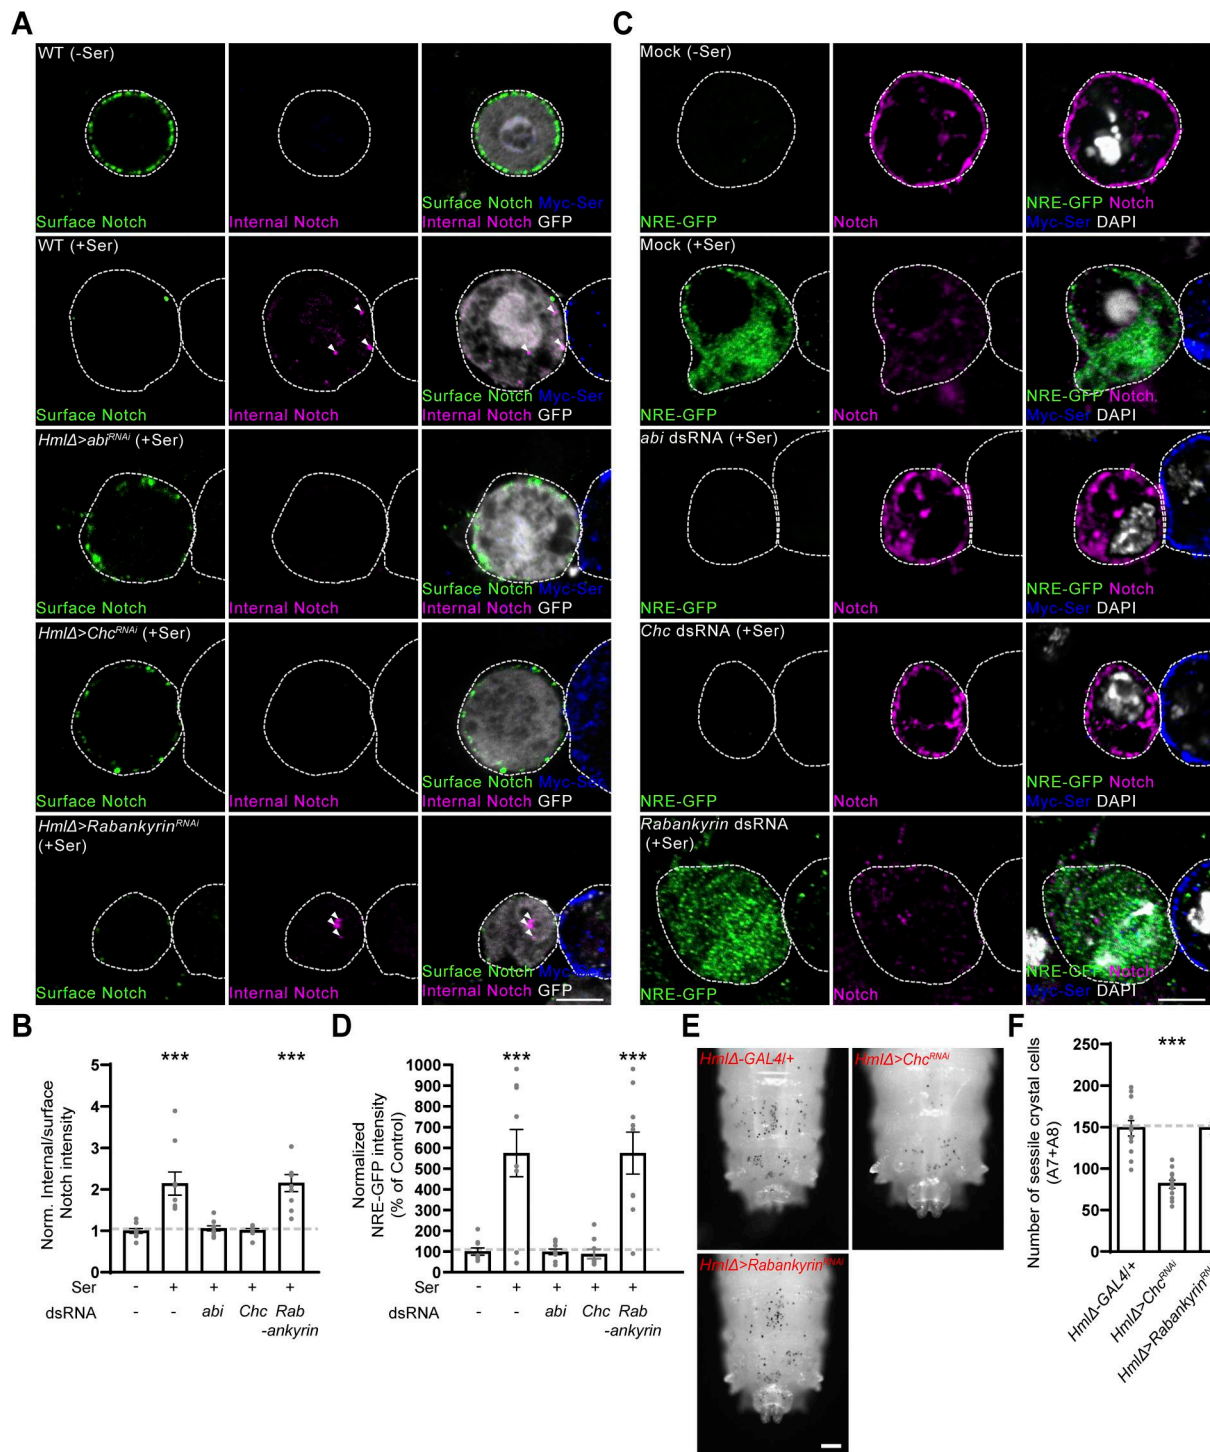 A
WT (-Ser)
Surface Notch
Internal Notch
Surface Notch Myc-Ser
Internal Notch GFP
WT (+Ser)
Surface Notch
Internal Notch
Surface Notch Myc-Ser
Internal Notch GFP
HmlΔ>abiRNAi (+Ser)
Surface Notch
Internal Notch
Surface Notch Myc-Ser
Internal Notch GFP
HmlΔ>ChcRNAi (+Ser)
Surface Notch
Internal Notch
Surface Notch Myc-Ser
Internal Notch GFP
HmlΔ>RabankyrinRNAi
(+Ser)
Surface Notch
Internal Notch
Surface Notch Myc-Ser
Internal Notch GFP
C
Mock (-Ser)
NRE-GFP
Notch
NRE-GFP Notch
Myc-Ser DAPI
Mock (+Ser)
NRE-GFP
Notch
NRE-GFP Notch
Myc-Ser DAPI
abi dsRNA (+Ser)
NRE-GFP
Notch
NRE-GFP Notch
Myc-Ser DAPI
Chc dsRNA (+Ser)
NRE-GFP
Notch
NRE-GFP Notch
Myc-Ser DAPI
Rabankyrin dsRNA
(+Ser)
NRE-GFP
Notch
NRE-GFP Notch
Myc-Ser DAPI
B
Norm. Internal/surface
Notch intensity
5
4
3
2
1
0
*** ***
Ser - + + + +
dsRNA - - abi Chc Rab
-ankyrin
D
Normalized
NRE-GFP intensity
(% of Control)
1000
900
800
700
600
500
400
300
200
100
0
*** ***
Ser - + + + +
dsRNA - - abi Chc Rab
-ankyrin
E
HmlΔ-GAL4/+
HmlΔ>ChcRNAi
HmlΔ>RabankyrinRNAi
F
Number of sessile crystal cells
(A7+A8)
250
200
150
100
50
0
***
HmlΔ-GAL4/+
HmlΔ>ChcRNAi